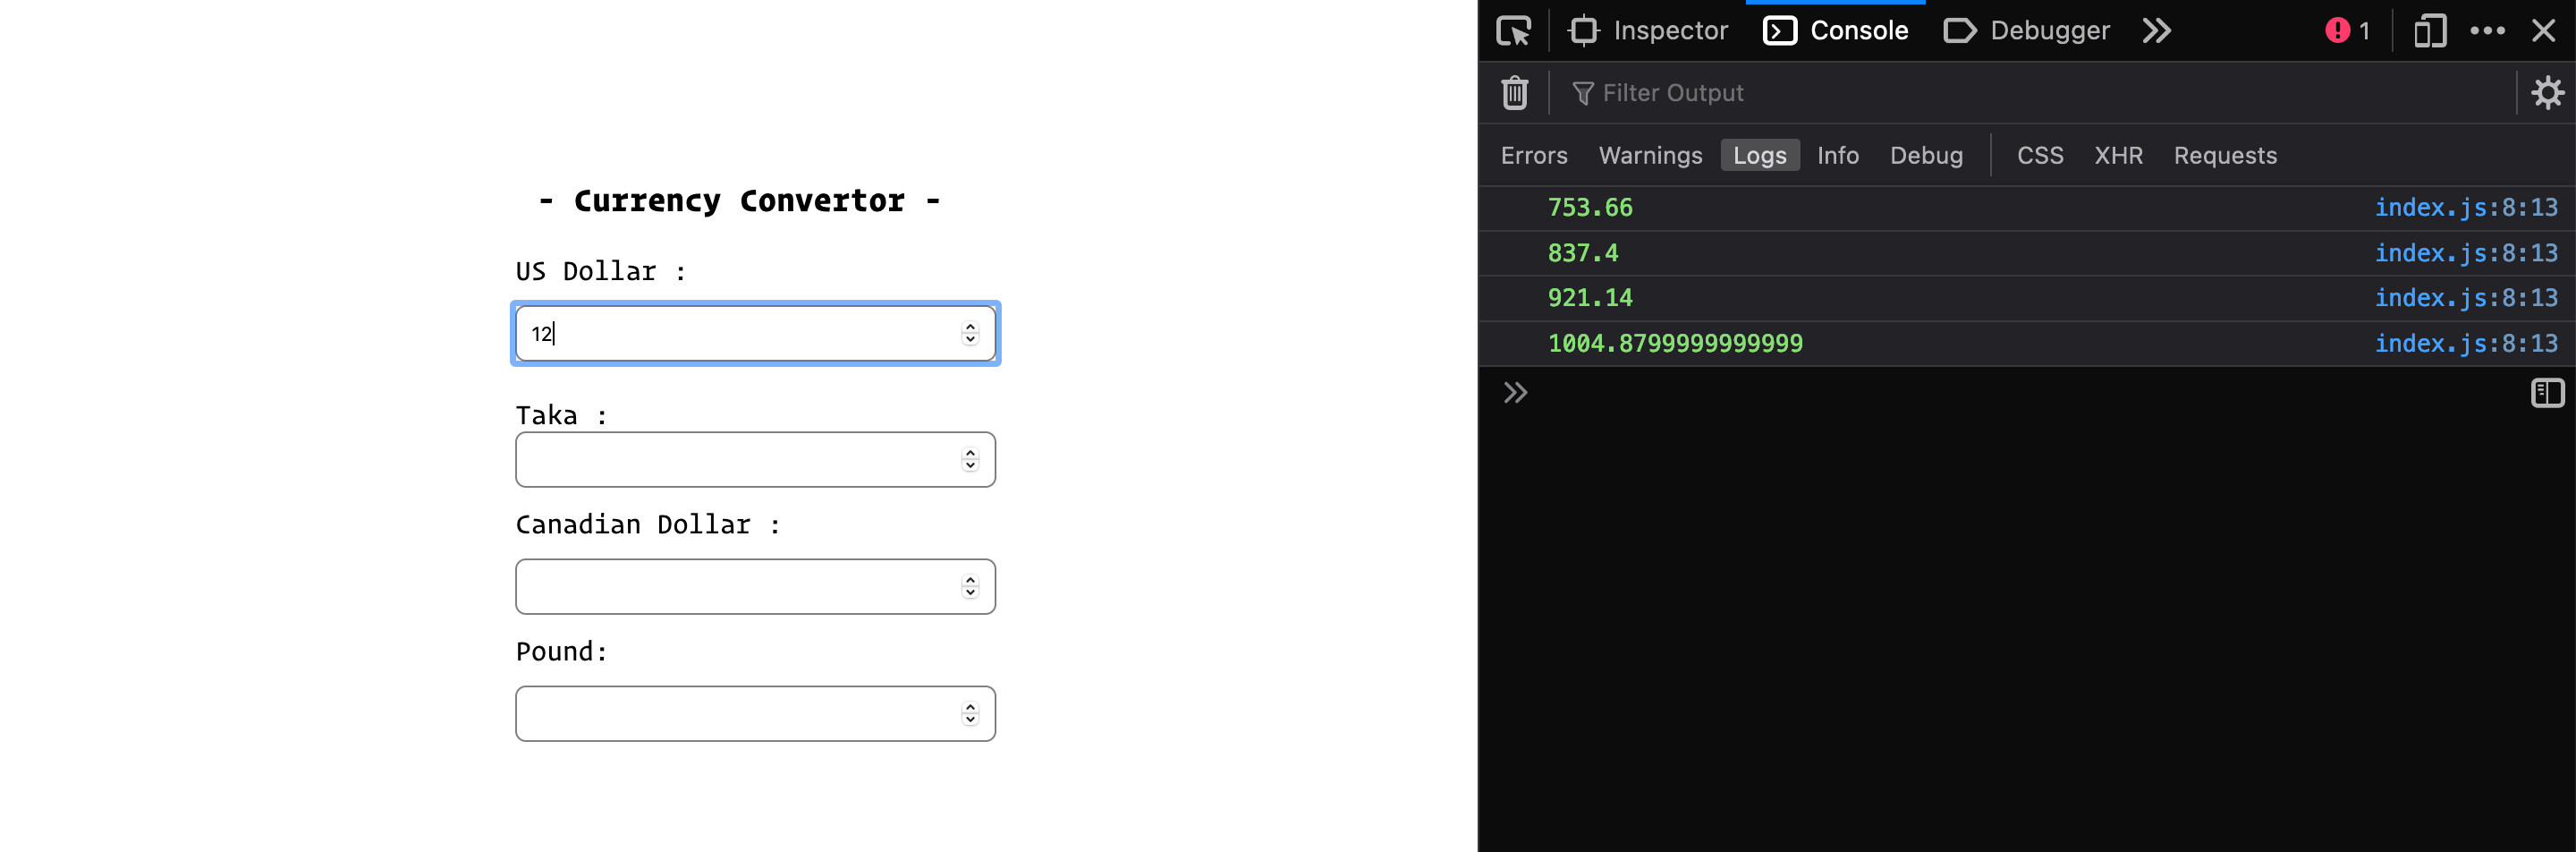 - Currency Convertor -
US Dollar :
12
Taka :
Canadian Dollar :
Pound:
Inspector Console Debugger 1
Filter Output
Errors Warnings Logs Info Debug CSS XHR Requests
753.66 index.js:8:13
837.4 index.js:8:13
921.14 index.js:8:13
1004.8799999999999 index.js:8:13